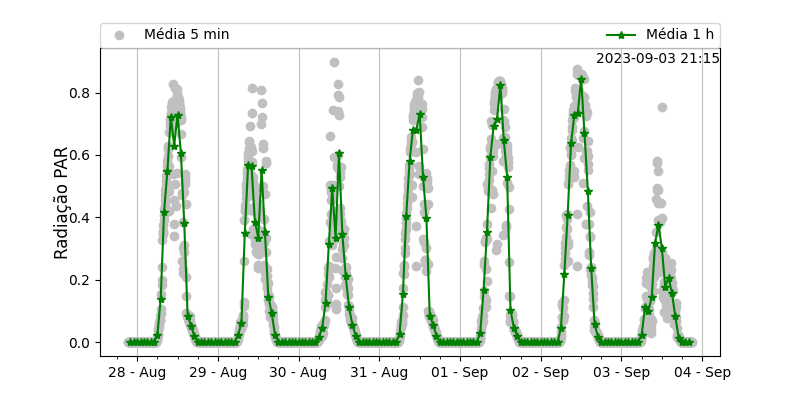 Média 5 min
Média 1 h
2023-09-03 21:15
Radiação PAR
0.8
0.6
0.4
0.2
0.0
28 - Aug
29 - Aug
30 - Aug
31 - Aug
01 - Sep
02 - Sep
03 - Sep
04 - Sep